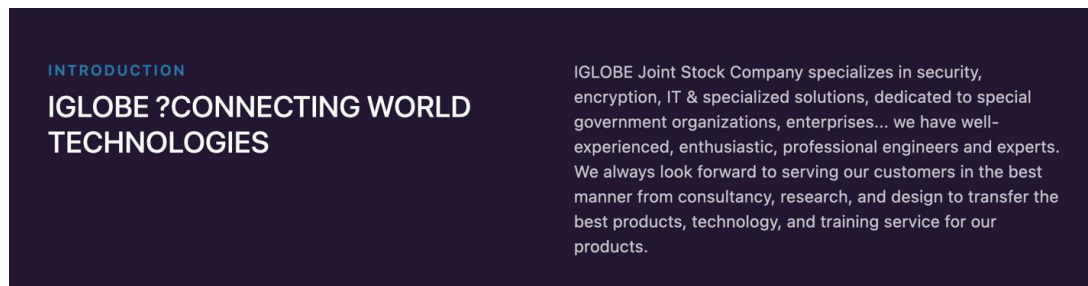 INTRODUCTION
IGLOBE ?CONNECTING WORLD
TECHNOLOGIES
IGLOBE Joint Stock Company specializes in security,
encryption, IT & specialized solutions, dedicated to special
government organizations, enterprises... we have well-
experienced, enthusiastic, professional engineers and experts.
We always look forward to serving our customers in the best
manner from consultancy, research, and design to transfer the
best products, technology, and training service for our
products.